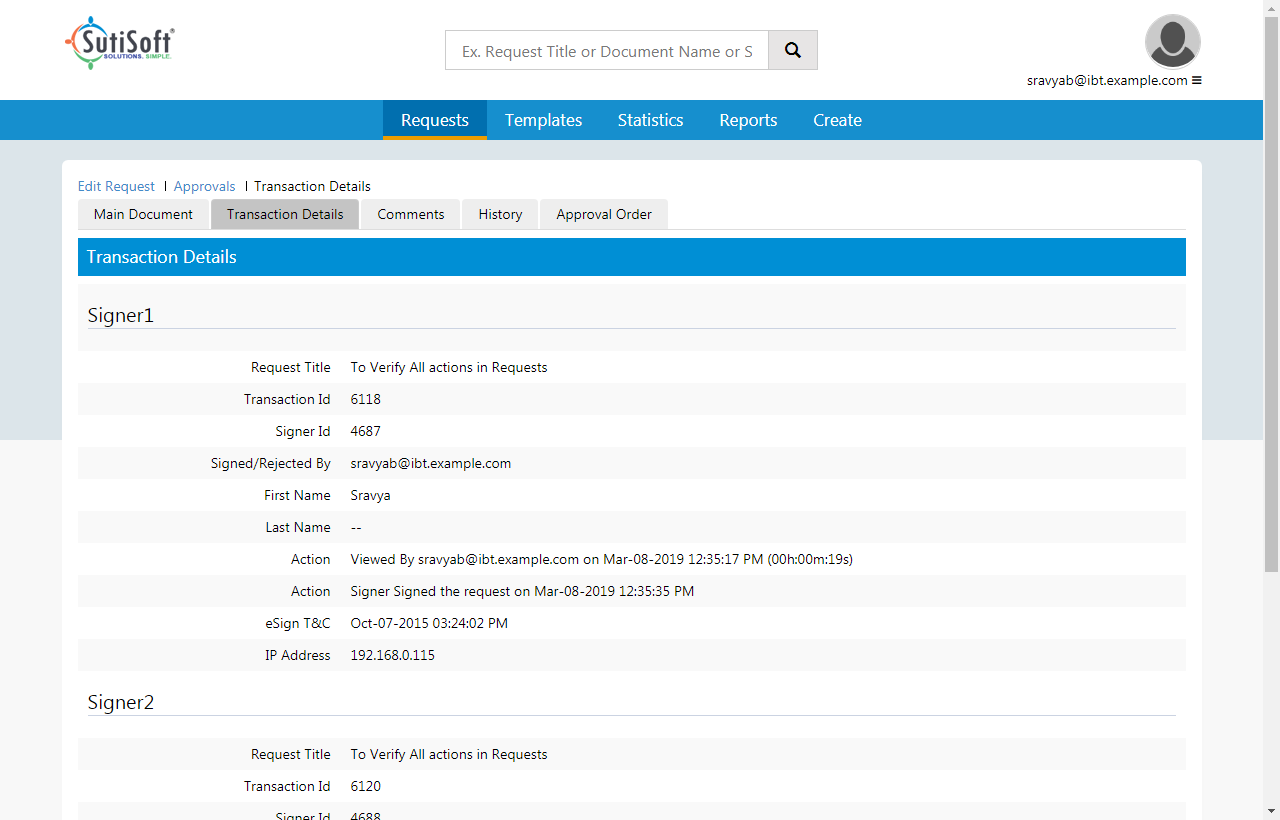 SutiSoft®
SOLUTIONS. SIMPLE.
Ex. Request Title or Document Name or S
sravyab@ibt.example.com
Requests Templates Statistics Reports Create
Edit Request | Approvals | Transaction Details
Main Document Transaction Details Comments History Approval Order
Transaction Details
Signer1
Request Title To Verify All actions in Requests
Transaction Id 6118
Signer Id 4687
Signed/Rejected By sravyab@ibt.example.com
First Name Sravya
Last Name --
Action Viewed By sravyab@ibt.example.com on Mar-08-2019 12:35:17 PM (00h:00m:19s)
Action Signer Signed the request on Mar-08-2019 12:35:35 PM
eSign T&C Oct-07-2015 03:24:02 PM
IP Address 192.168.0.115
Signer2
Request Title To Verify All actions in Requests
Transaction Id 6120
Signer Id 4688